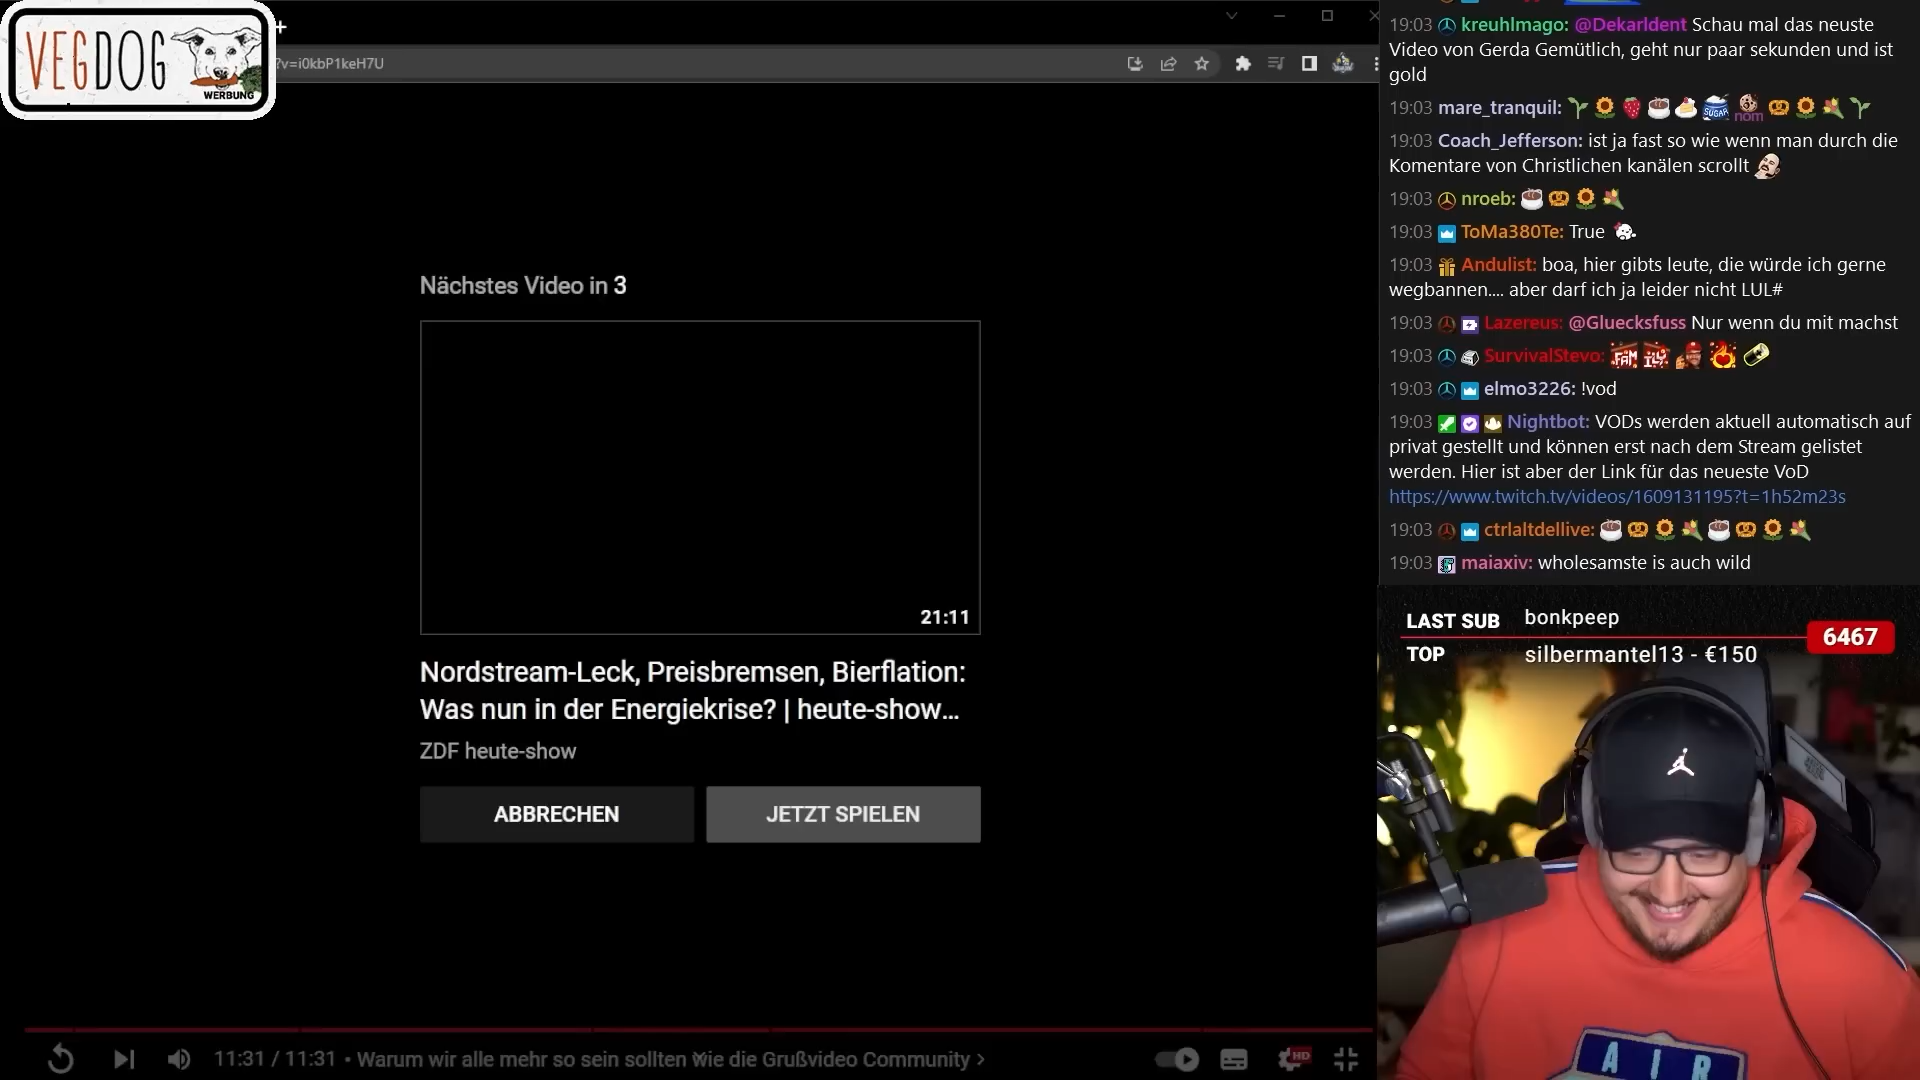 VEGDOG
WERBUNG
?v=i0kbP1keH7U
Nächstes Video in 3
21:11
Nordstream-Leck, Preisbremsen, Bierflation:
Was nun in der Energiekrise? | heute-show…
ZDF heute-show
ABBRECHEN
JETZT SPIELEN
11:31 / 11:31 • Warum wir alle mehr so sein sollten wie die Grußvideo Community >
HD
19:03 kreuhlmago: @Dekarldent Schau mal das neuste
Video von Gerda Gemütlich, geht nur paar sekunden und ist
gold
19:03 mare_tranquil: SUGAR nom
19:03 Coach_Jefferson: ist ja fast so wie wenn man durch die
Komentare von Christlichen kanälen scrollt
19:03 nroeb:
19:03 ToMa380Te: True
19:03 Andulist: boa, hier gibts leute, die würde ich gerne
wegbannen.... aber darf ich ja leider nicht LUL#
19:03 Lazereus: @Gluecksfuss Nur wenn du mit machst
19:03 SurvivalStevo: FAM ILY
19:03 elmo3226: !vod
19:03 Nightbot: VODs werden aktuell automatisch auf
privat gestellt und können erst nach dem Stream gelistet
werden. Hier ist aber der Link für das neueste VoD
https://www.twitch.tv/videos/1609131195?t=1h52m23s
19:03 ctrlaltdellive:
19:03 maiaxiv: wholesamste is auch wild
LAST SUB bonkpeep
6467
TOP silbermantel13 - €150
AIR